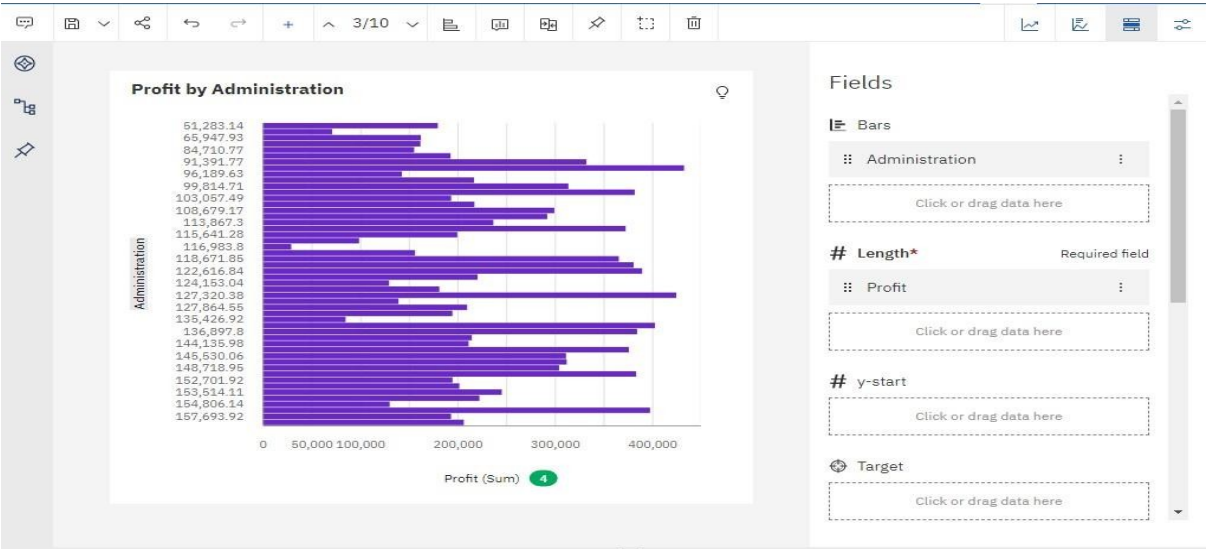 3/10
Profit by Administration
Administration
51,283.14
65,947.93
84,710.77
91,391.77
96,189.63
99,814.71
103,057.49
108,679.17
113,867.3
115,641.28
116,983.8
118,671.85
122,616.84
124,153.04
127,320.38
127,864.55
135,426.92
136,897.8
144,135.98
145,530.06
148,718.95
152,701.92
153,514.11
154,806.14
157,693.92
0 50,000 100,000 200,000 300,000 400,000
Profit (Sum) 4
Fields
Bars
Administration
Click or drag data here
# Length* Required field
Profit
Click or drag data here
# y-start
Click or drag data here
Target
Click or drag data here